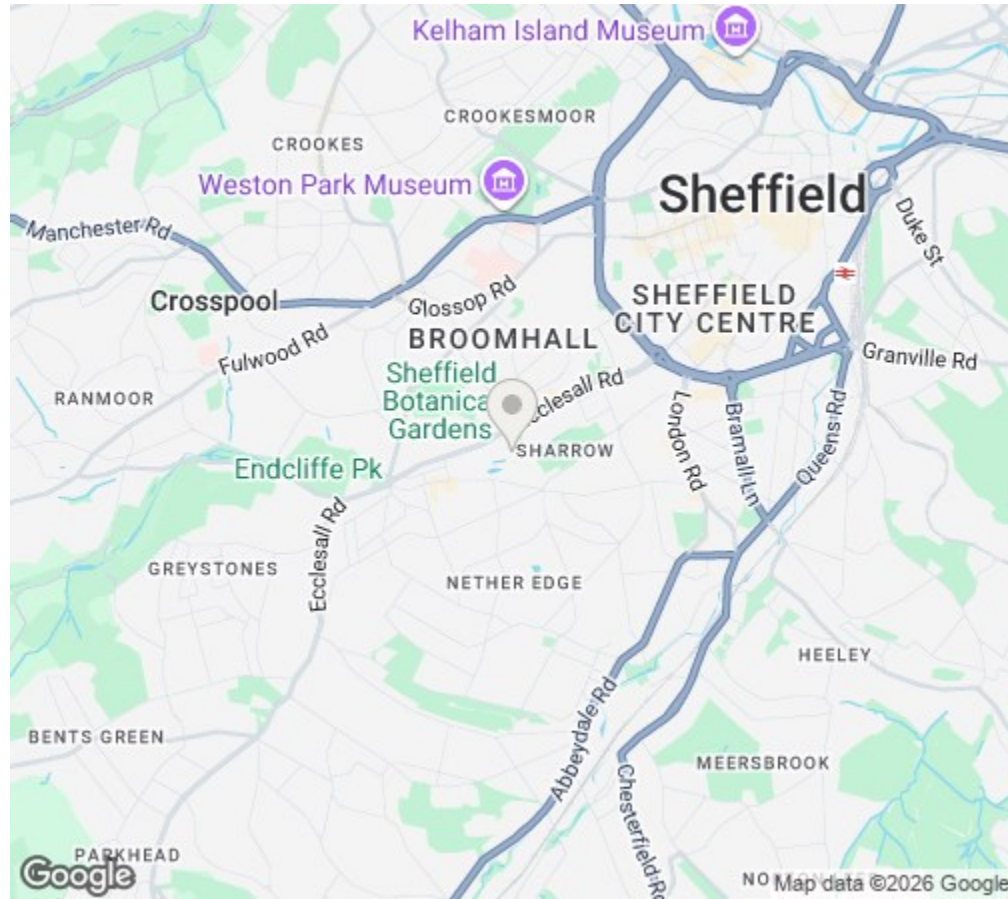 Kelham Island Museum
CROOKESMOOR
CROOKES
Weston Park Museum
Sheffield
Manchester Rd
Duke St
Crosspool
Glossop Rd
SHEFFIELD
CITY CENTRE
Fulwood Rd
BROOMHALL
Granville Rd
Sheffield
Botanica
Gardens
Ecclesall Rd
RANMOOR
London Rd
Bramall Ln
Queens Rd
SHARROW
Endcliffe Pk
Ecclesall Rd
GREYSTONES
NETHER EDGE
HEELEY
Abbeydale Rd
BENTS GREEN
MEERSBROOK
Chesterfield Rd
PARKHEAD
Google
Map data ©2026 Google